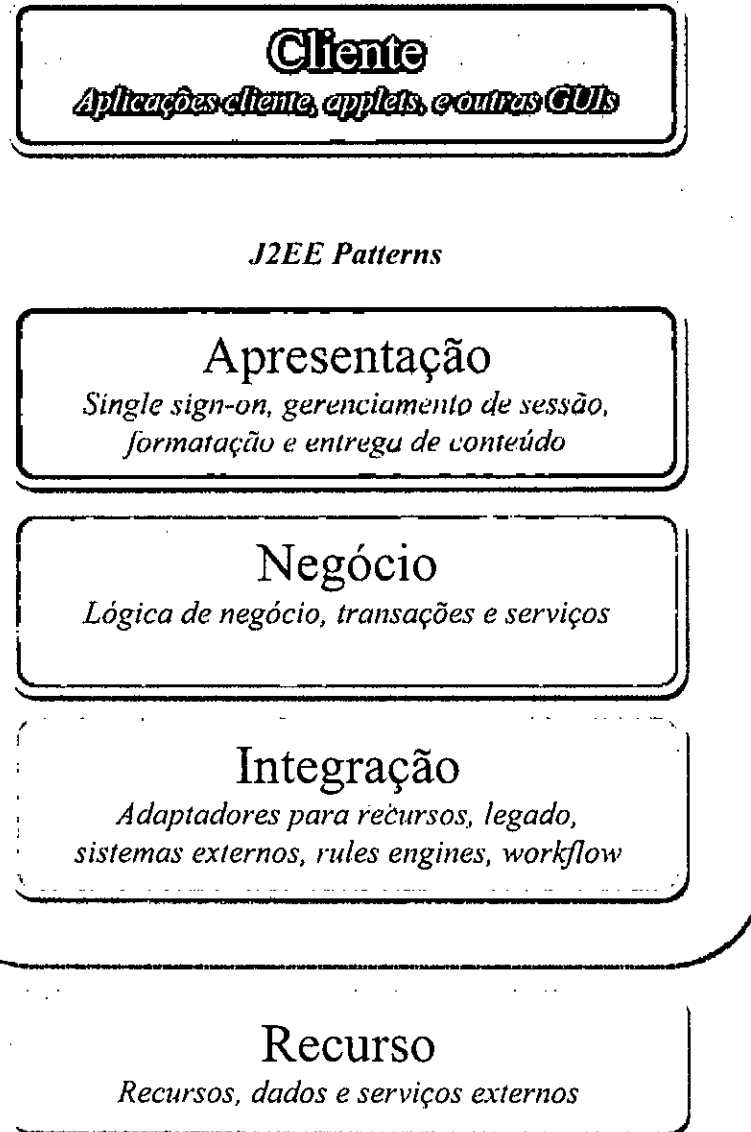 Cliente
Aplicações cliente, applets, e outras GUIs
J2EE Patterns
Apresentação
Single sign-on, gerenciamento de sessão,
formatação e entrega de conteúdo
Negócio
Lógica de negócio, transações e serviços
Integração
Adaptadores para recursos, legado,
sistemas externos, rules engines, workflow
Recurso
Recursos, dados e serviços externos